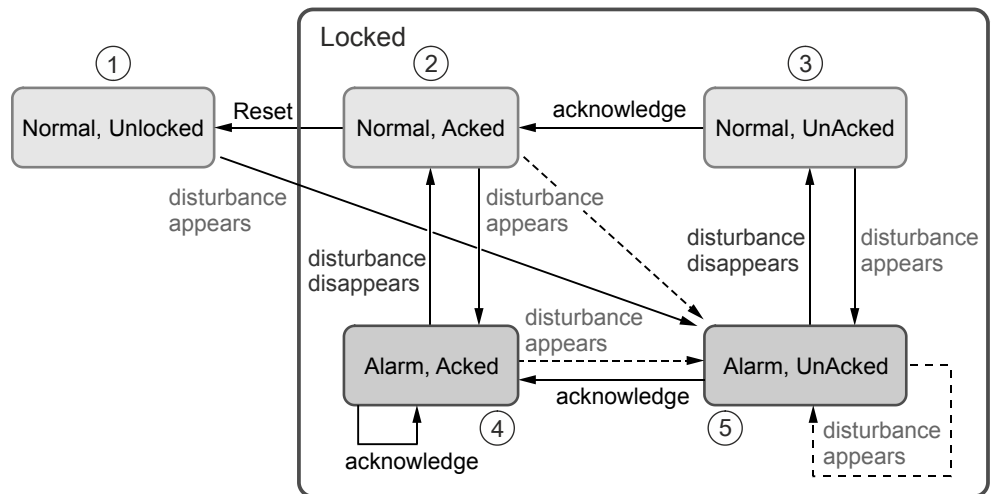 Locked
1
2
3
Normal, Unlocked
Reset
Normal, Acked
acknowledge
Normal, UnAcked
disturbance
appears
disturbance
appears
disturbance
disappears
disturbance
disappears
disturbance
appears
disturbance
appears
Alarm, Acked
acknowledge
Alarm, UnAcked
4
5
acknowledge
disturbance
appears